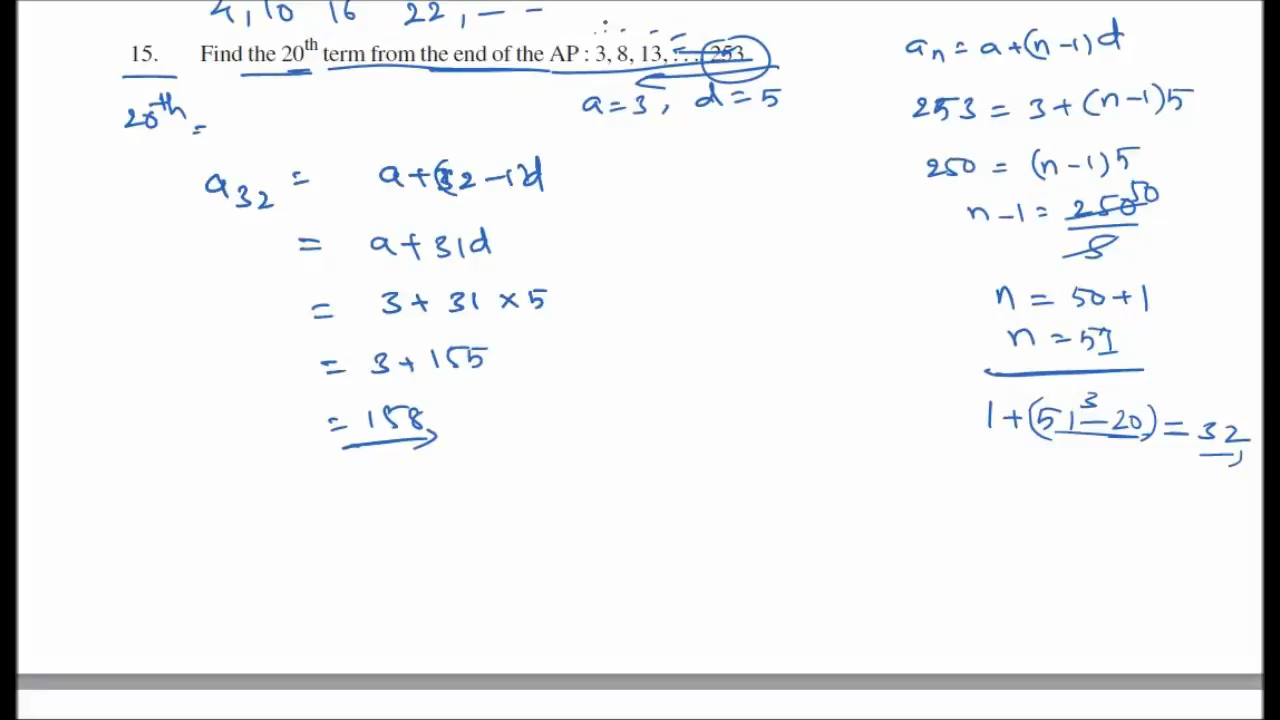 4, 10 16 22, - -
15. Find the 20th term from the end of the AP : 3, 8, 13, . . . 253
a = 3, d = 5
20th =
a32 = a + (32 - 1)d
= a + 31d
= 3 + 31 × 5
= 3 + 155
= 158
an = a + (n - 1)d
253 = 3 + (n - 1)5
250 = (n - 1)5
n - 1 = 250 50
5
n = 50 + 1
n = 51
1 + (51 - 20) = 32